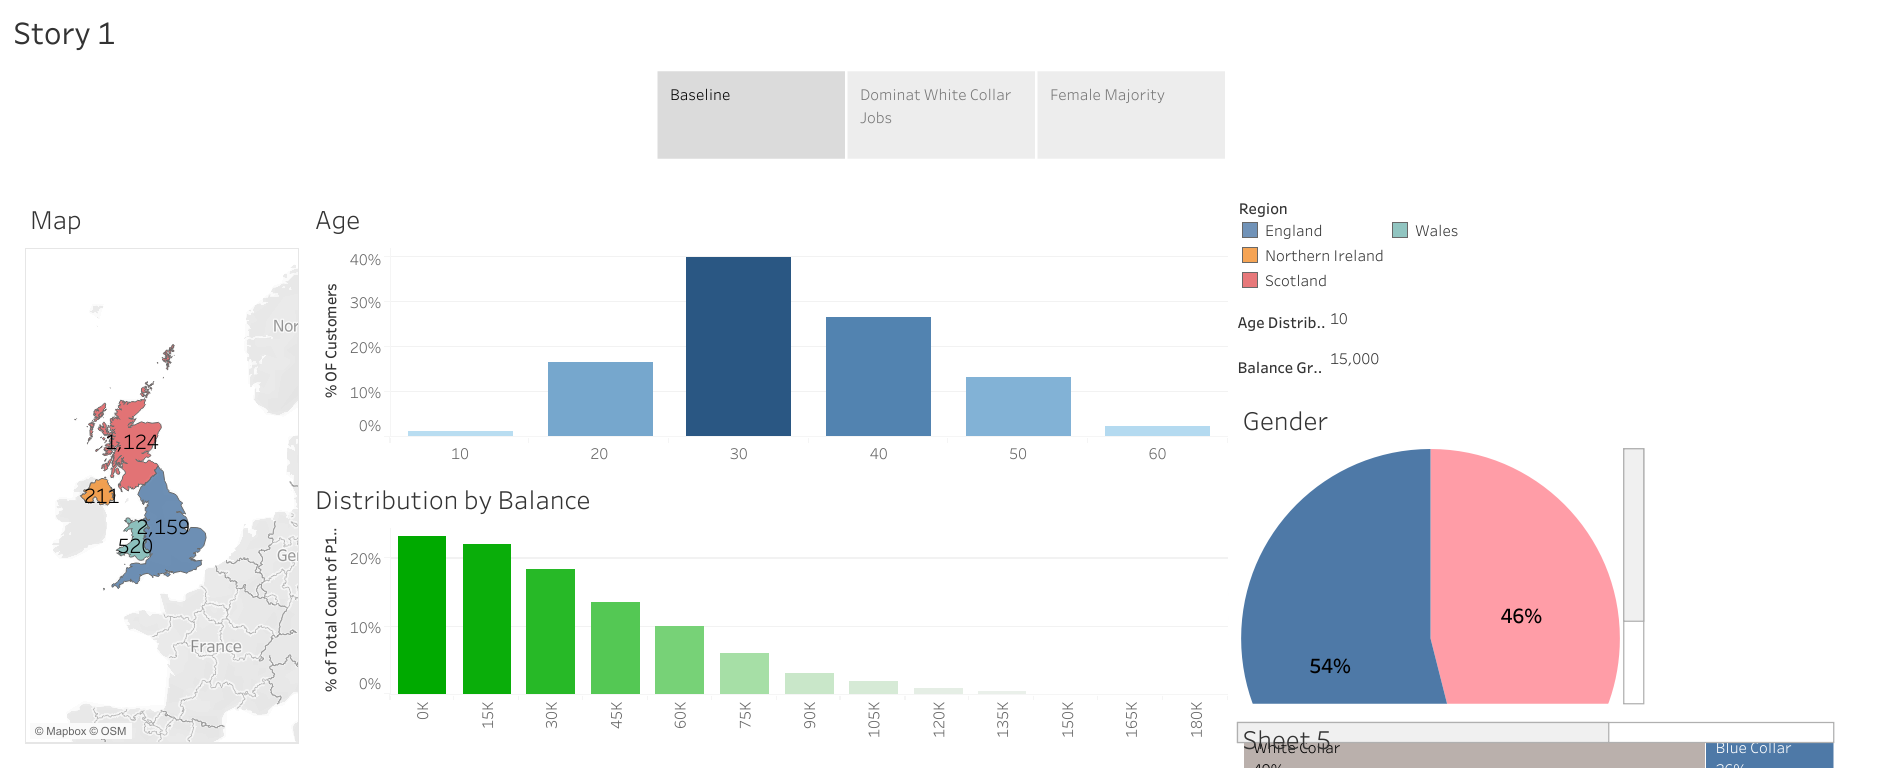 Story 1
Baseline
Dominat White Collar
Jobs
Female Majority
Map
Nor
1,124
211
2,159
520
Ge
France
© Mapbox © OSM
Age
% OF Customers
40%
30%
20%
10%
0%
10
20
30
40
50
60
Distribution by Balance
% of Total Count of P1..
20%
10%
0%
0K
15K
30K
45K
60K
75K
90K
105K
120K
135K
150K
165K
180K
Region
England
Wales
Northern Ireland
Scotland
Age Distrib.. 10
Balance Gr.. 15,000
Gender
46%
54%
Sheet 5
White Collar
Blue Collar